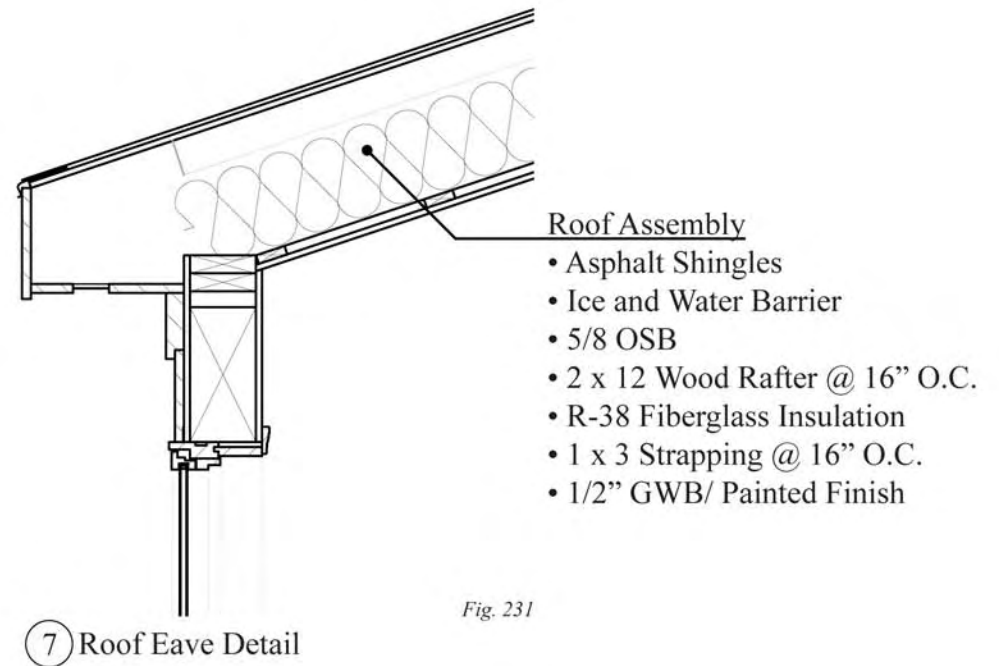 Roof Assembly
• Asphalt Shingles
• Ice and Water Barrier
• 5/8 OSB
• 2 x 12 Wood Rafter @ 16” O.C.
• R-38 Fiberglass Insulation
• 1 x 3 Strapping @ 16” O.C.
• 1/2” GWB/ Painted Finish
Fig. 231
7 Roof Eave Detail